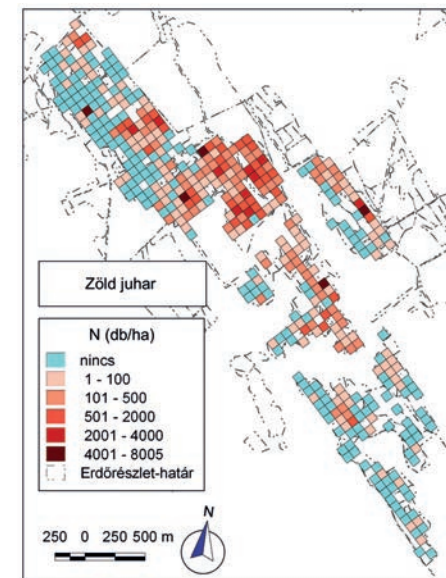 Zöld juhar
N (db/ha)
nincs
1 - 100
101 - 500
501 - 2000
2001 - 4000
4001 - 8005
Erdőrészlet-határ
250 0 250 500 m
N